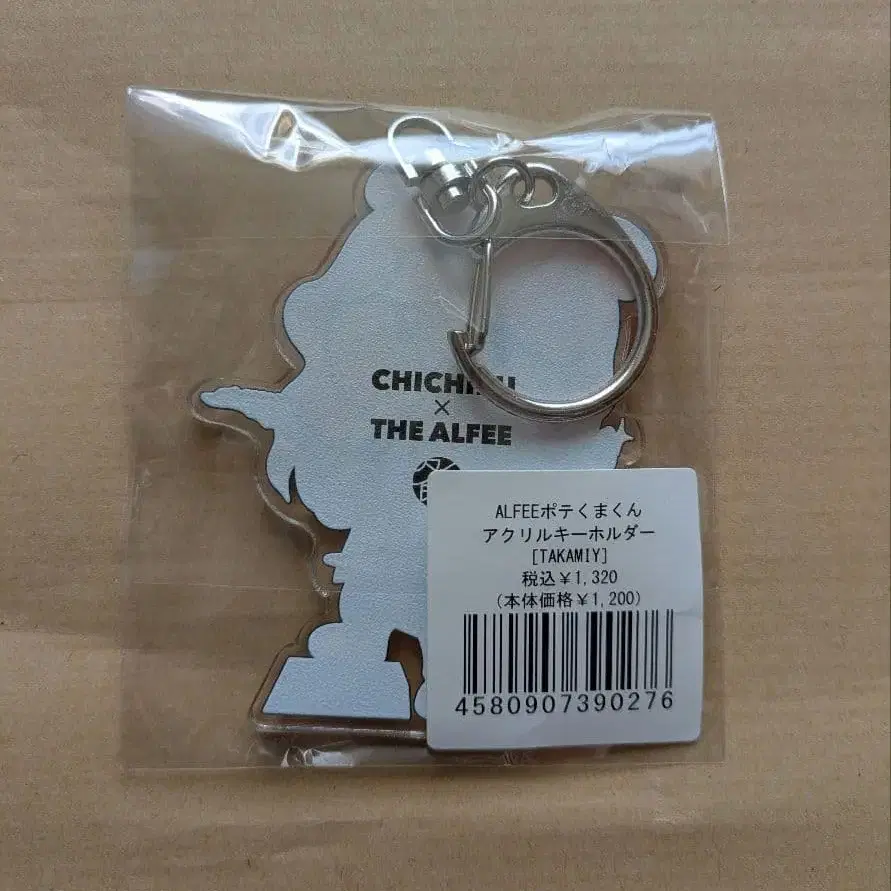 ×
THE ALFEE
ALFEEポテくまくん
アクリルキーホルダー
[TAKAMIY]
税込￥1,320
(本体価格￥1,200)
4580907390276